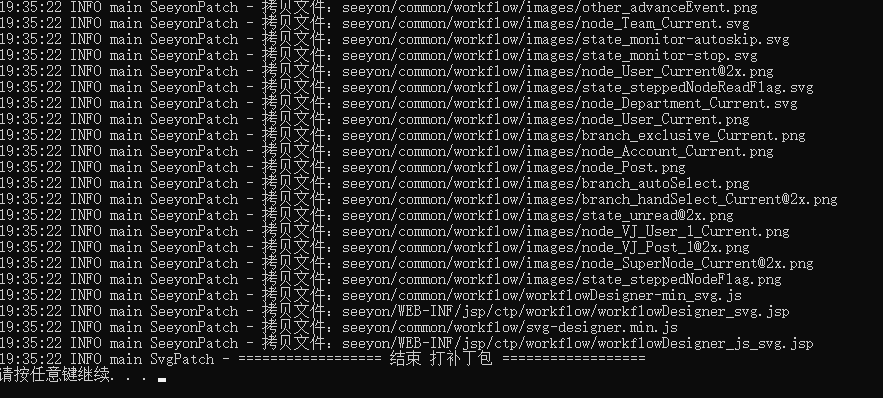 19:35:22 INFO main SeeyonPatch - 拷贝文件: seeyon/common/workflow/images/other_advanceEvent.png
19:35:22 INFO main SeeyonPatch - 拷贝文件: seeyon/common/workflow/images/node_Team_Current.svg
19:35:22 INFO main SeeyonPatch - 拷贝文件: seeyon/common/workflow/images/state_monitor-autoskip.svg
19:35:22 INFO main SeeyonPatch - 拷贝文件: seeyon/common/workflow/images/state_monitor-stop.svg
19:35:22 INFO main SeeyonPatch - 拷贝文件: seeyon/common/workflow/images/node_User_Current@2x.png
19:35:22 INFO main SeeyonPatch - 拷贝文件: seeyon/common/workflow/images/state_steppedNodeReadFlag.svg
19:35:22 INFO main SeeyonPatch - 拷贝文件: seeyon/common/workflow/images/node_Department_Current.svg
19:35:22 INFO main SeeyonPatch - 拷贝文件: seeyon/common/workflow/images/node_User_Current.png
19:35:22 INFO main SeeyonPatch - 拷贝文件: seeyon/common/workflow/images/branch_exclusive_Current.png
19:35:22 INFO main SeeyonPatch - 拷贝文件: seeyon/common/workflow/images/node_Account_Current.png
19:35:22 INFO main SeeyonPatch - 拷贝文件: seeyon/common/workflow/images/node_Post.png
19:35:22 INFO main SeeyonPatch - 拷贝文件: seeyon/common/workflow/images/branch_autoSelect.png
19:35:22 INFO main SeeyonPatch - 拷贝文件: seeyon/common/workflow/images/branch_handSelect_Current@2x.png
19:35:22 INFO main SeeyonPatch - 拷贝文件: seeyon/common/workflow/images/state_unread@2x.png
19:35:22 INFO main SeeyonPatch - 拷贝文件: seeyon/common/workflow/images/node_VJ_User_1_Current.png
19:35:22 INFO main SeeyonPatch - 拷贝文件: seeyon/common/workflow/images/node_VJ_Post_1@2x.png
19:35:22 INFO main SeeyonPatch - 拷贝文件: seeyon/common/workflow/images/node_SuperNode_Current@2x.png
19:35:22 INFO main SeeyonPatch - 拷贝文件: seeyon/common/workflow/images/state_steppedNodeFlag.png
19:35:22 INFO main SeeyonPatch - 拷贝文件: seeyon/common/workflow/workflowDesigner-min_svg.js
19:35:22 INFO main SeeyonPatch - 拷贝文件: seeyon/WEB-INF/jsp/ctp/workflow/workflowDesigner_svg.jsp
19:35:22 INFO main SeeyonPatch - 拷贝文件: seeyon/common/workflow/svg-designer.min.js
19:35:22 INFO main SeeyonPatch - 拷贝文件: seeyon/WEB-INF/jsp/ctp/workflow/workflowDesigner_js_svg.jsp
19:35:22 INFO main SvgPatch - ================== 结束 打补丁包 ==================
请按任意键继续. . .